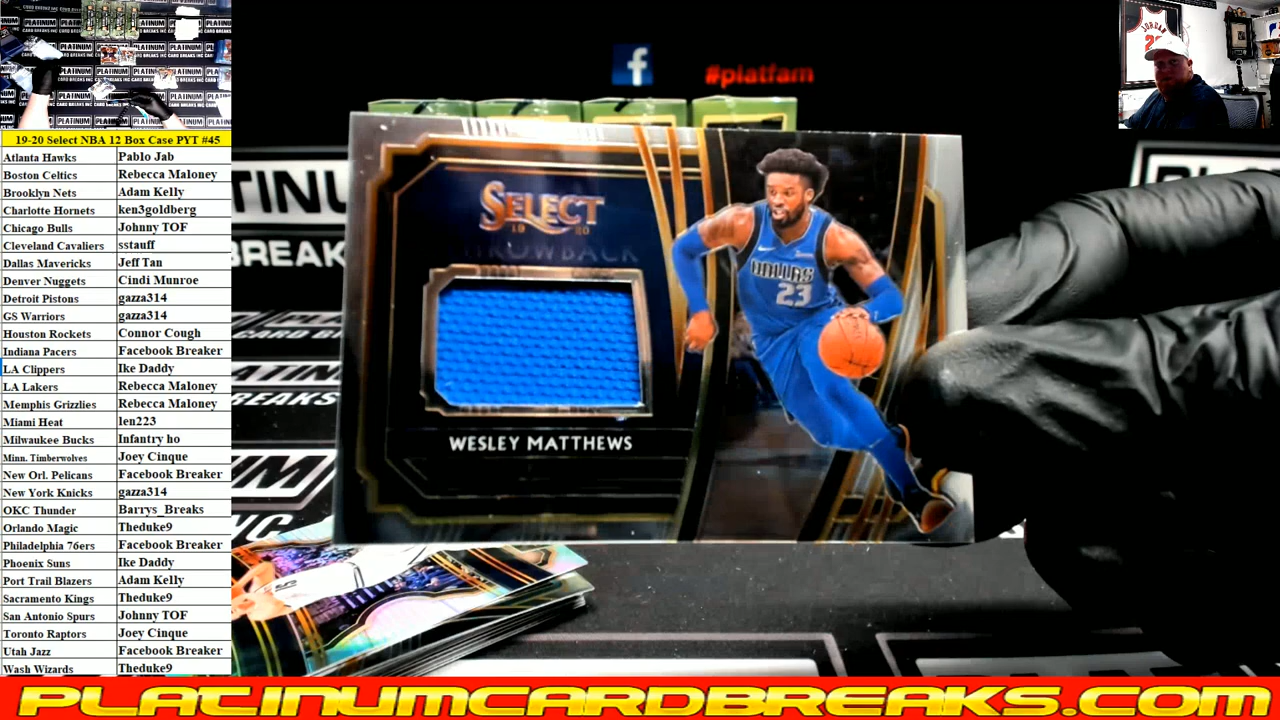 #platfam
JORDAN
19-20 Select NBA 12 Box Case PYT #45
Atlanta Hawks Pablo Jab
Boston Celtics Rebecca Maloney
Brooklyn Nets Adam Kelly
Charlotte Hornets ken3goldberg
Chicago Bulls Johnny TOF
Cleveland Cavaliers sstauff
Dallas Mavericks Jeff Tan
Denver Nuggets Cindi Munroe
Detroit Pistons gazza314
GS Warriors gazza314
Houston Rockets Connor Cough
Indiana Pacers Facebook Breaker
LA Clippers Ike Daddy
LA Lakers Rebecca Maloney
Memphis Grizzlies Rebecca Maloney
Miami Heat len223
Milwaukee Bucks Infantry ho
Minn. Timberwolves Joey Cinque
New Orl. Pelicans Facebook Breaker
New York Knicks gazza314
OKC Thunder Barrys_Breaks
Orlando Magic Theduke9
Philadelphia 76ers Facebook Breaker
Phoenix Suns Ike Daddy
Port Trail Blazers Adam Kelly
Sacramento Kings Theduke9
San Antonio Spurs Johnny TOF
Toronto Raptors Joey Cinque
Utah Jazz Facebook Breaker
Wash Wizards Theduke9
SELECT
19 20
THROWBACK
DALLAS
23
WESLEY MATTHEWS
PLATINUMCARDBREAKS.COM